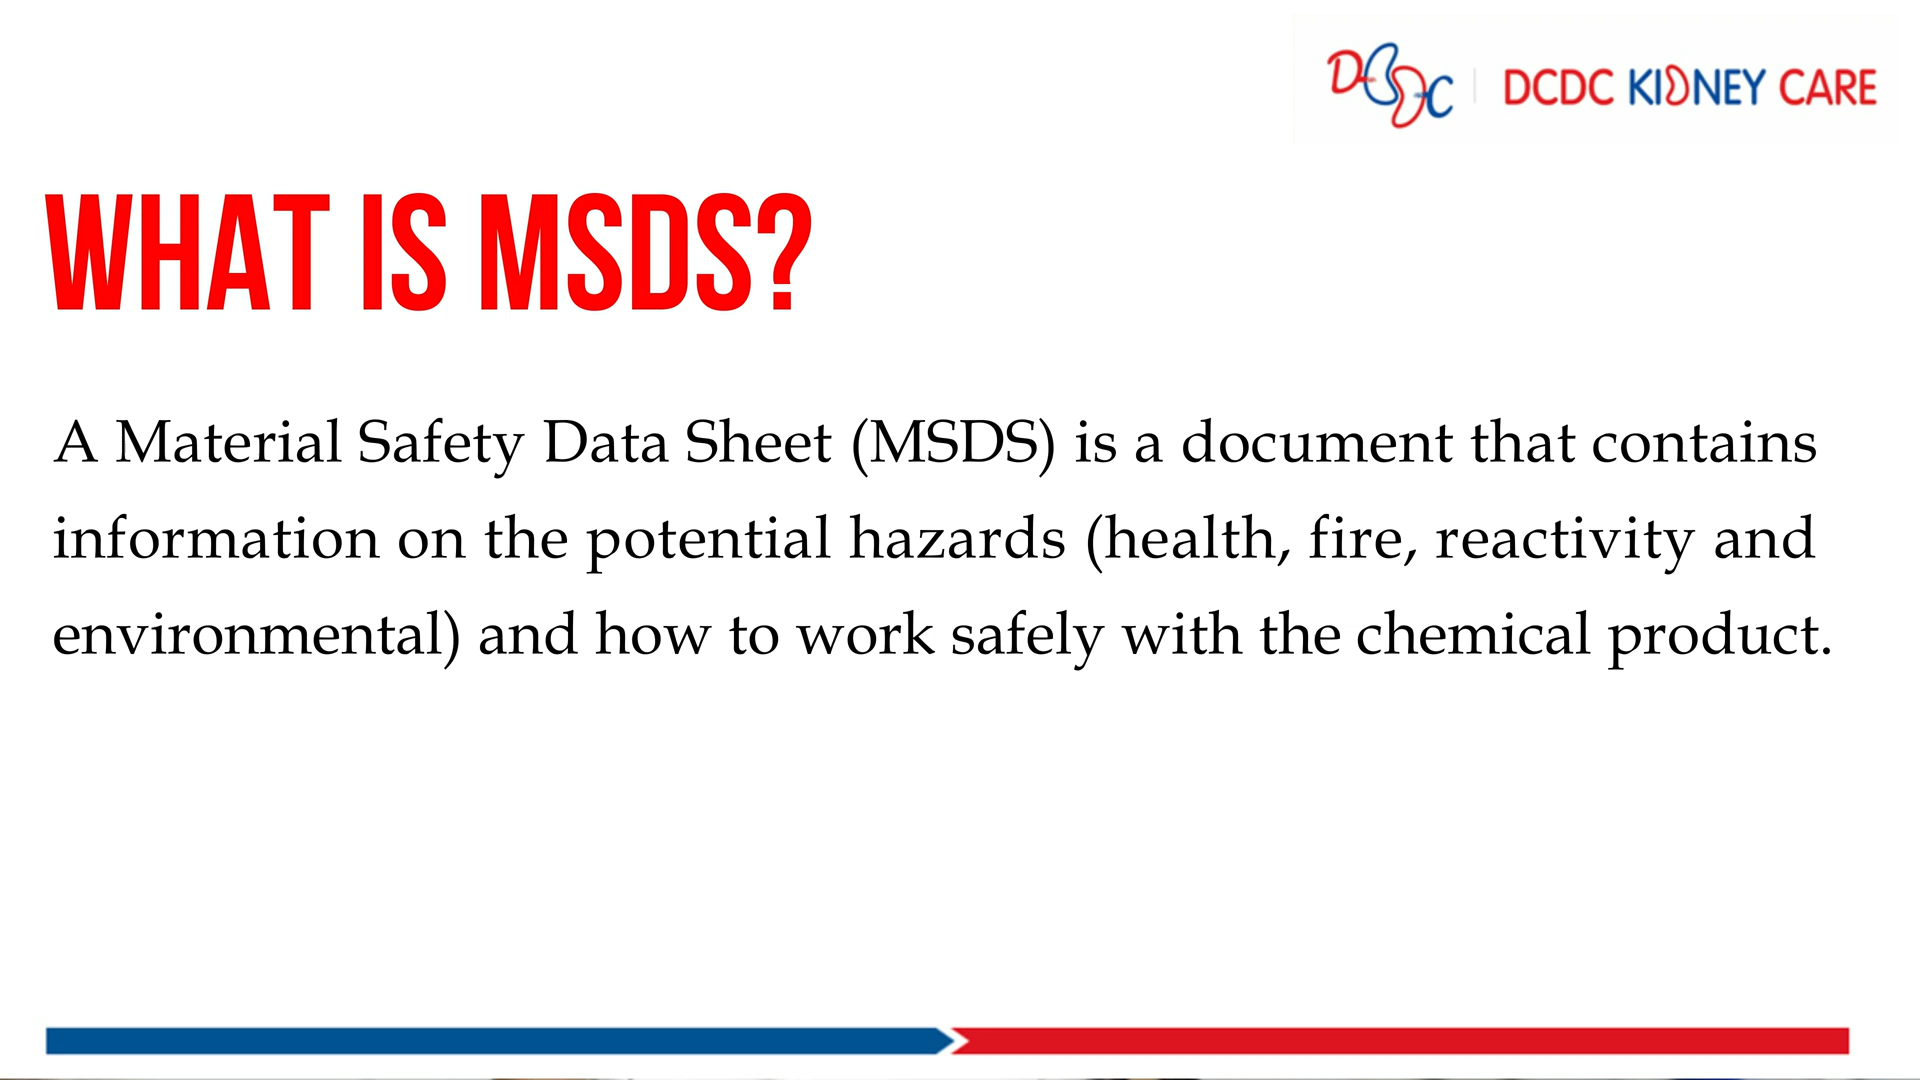 DCDC
DCDC KIDNEY CARE
WHAT IS MSDS?
A Material Safety Data Sheet (MSDS) is a document that contains
information on the potential hazards (health, fire, reactivity and
environmental) and how to work safely with the chemical product.